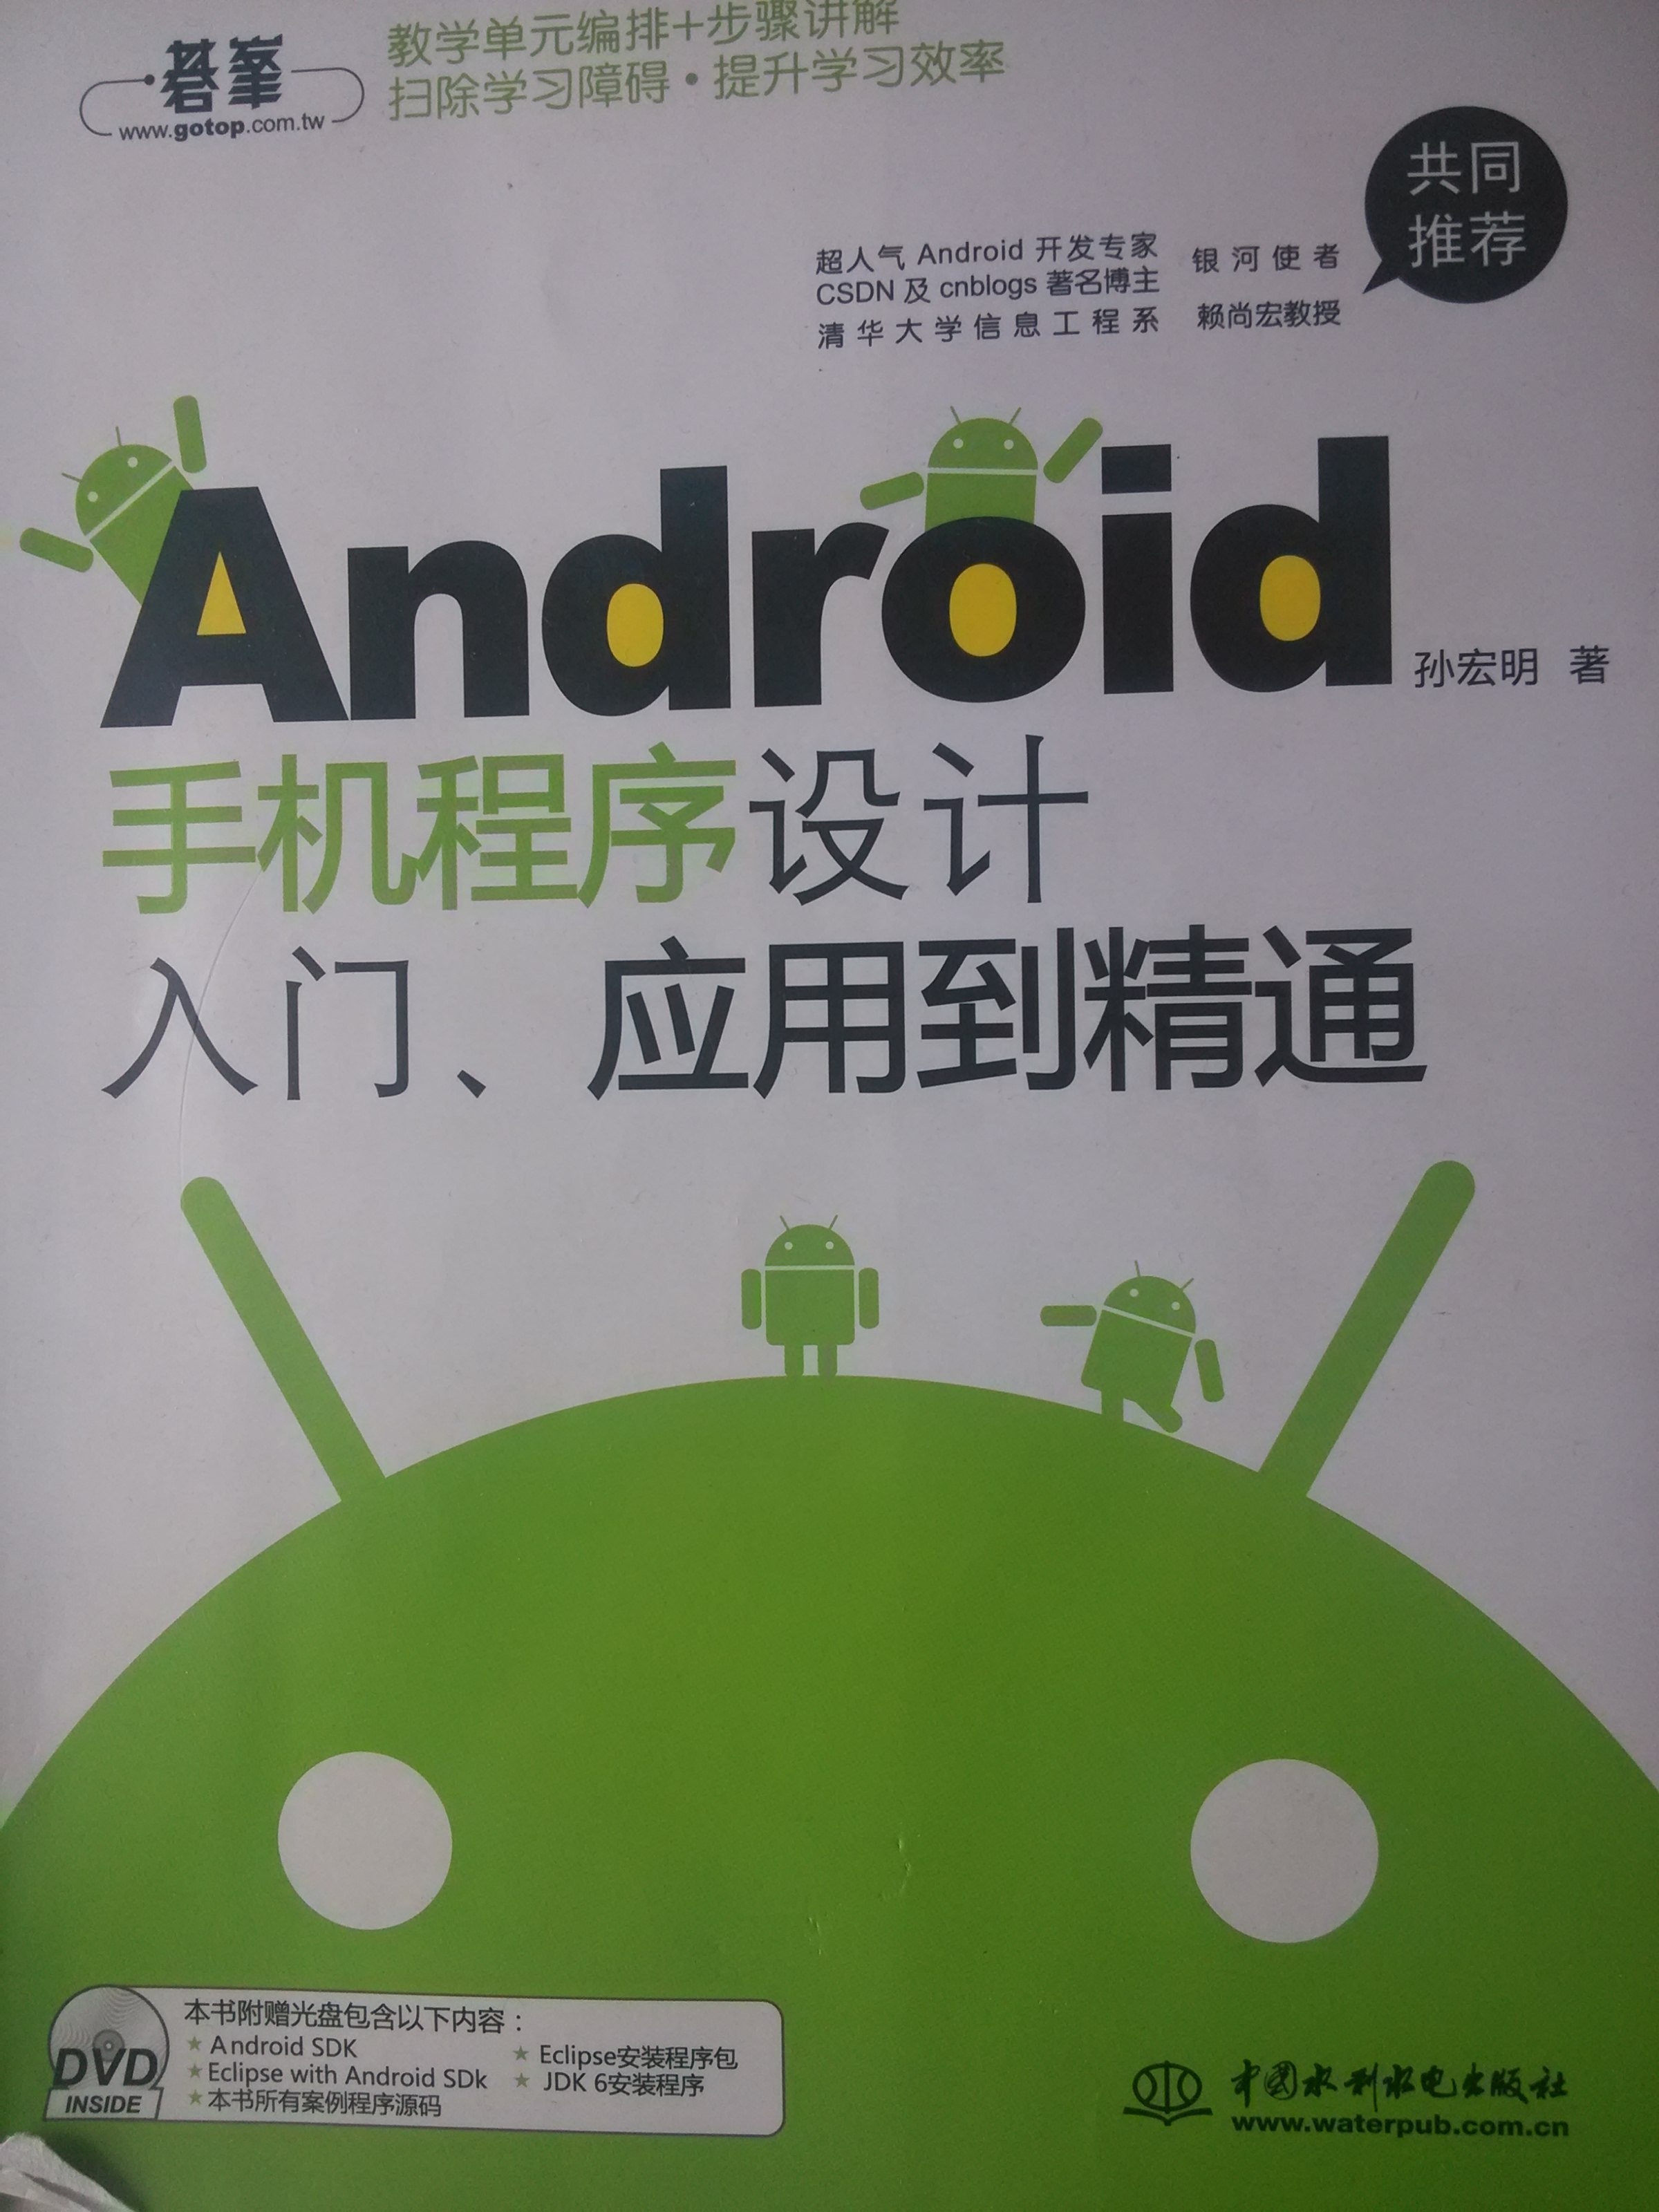 教学单元编排+步骤讲解
扫除学习障碍·提升学习效率
碁峯
www.gotop.com.tw
共同
推荐
超人气 Android 开发专家 银河使者
CSDN 及 cnblogs 著名博主
清华大学信息工程系 赖尚宏教授
Android
孙宏明 著
手机程序设计
入门、应用到精通
DVD
INSIDE
本书附赠光盘包含以下内容：
★ Android SDK
★ Eclipse安装程序包
★ Eclipse with Android SDk
★ JDK 6安装程序
★ 本书所有案例程序源码
中国水利水电出版社
www.waterpub.com.cn